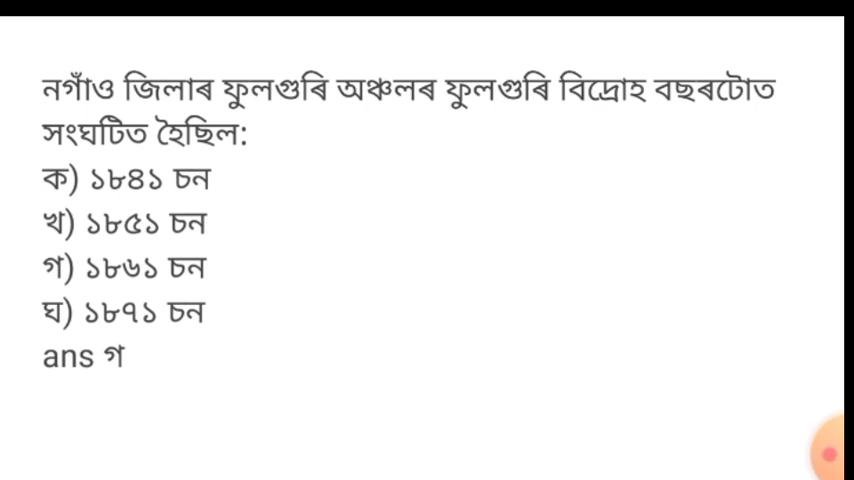 নগাঁও জিলাৰ ফুলগুৰি অঞ্চলৰ ফুলগুৰি বিদ্ৰোহ বছৰটোত
সংঘটিত হৈছিল:
ক) ১৮৪১ চন
খ) ১৮৫১ চন
গ) ১৮৬১ চন
ঘ) ১৮৭১ চন
ans গ